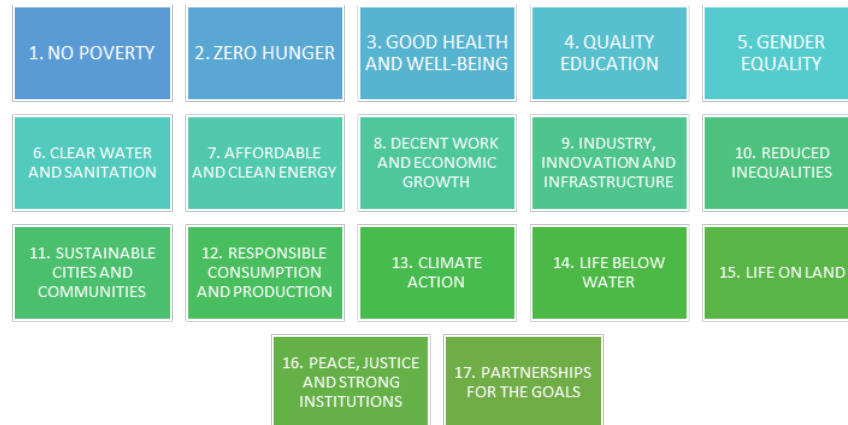 1. NO POVERTY
2. ZERO HUNGER
3. GOOD HEALTH
AND WELL-BEING
4. QUALITY
EDUCATION
5. GENDER
EQUALITY
6. CLEAR WATER
AND SANITATION
7. AFFORDABLE
AND CLEAN ENERGY
8. DECENT WORK
AND ECONOMIC
GROWTH
9. INDUSTRY,
INNOVATION AND
INFRASTRUCTURE
10. REDUCED
INEQUALITIES
11. SUSTAINABLE
CITIES AND
COMMUNITIES
12. RESPONSIBLE
CONSUMPTION
AND PRODUCTION
13. CLIMATE
ACTION
14. LIFE BELOW
WATER
15. LIFE ON LAND
16. PEACE, JUSTICE
AND STRONG
INSTITUTIONS
17. PARTNERSHIPS
FOR THE GOALS